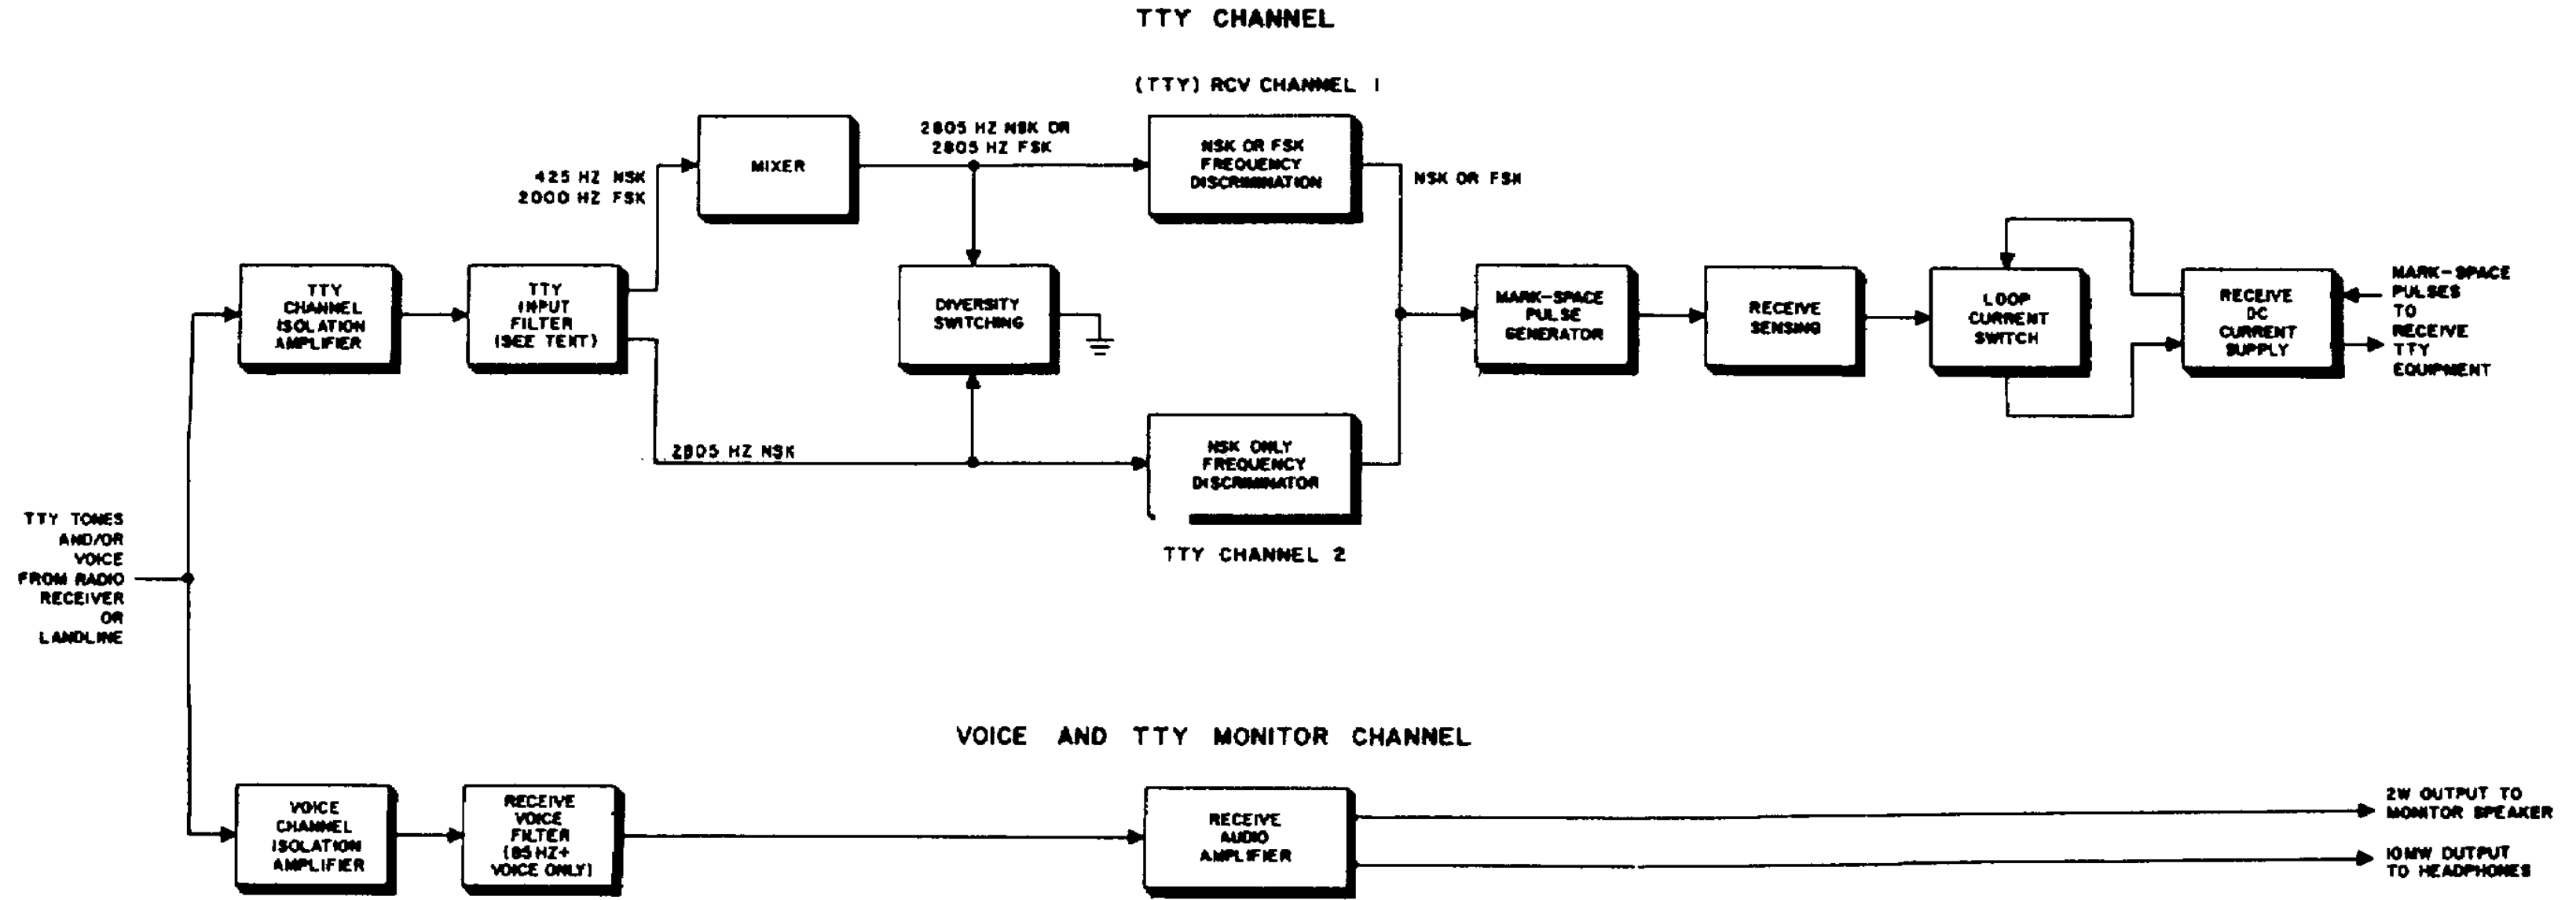 TTY CHANNEL
(TTY) RCV CHANNEL 1
MIXER
2805 HZ NSK OR
2805 HZ FSK
NSK OR FSK
FREQUENCY
DISCRIMINATION
425 HZ NSK
2000 HZ FSK
NSK OR FSK
TTY
CHANNEL
ISOLATION
AMPLIFIER
TTY
INPUT
FILTER
(SEE TEXT)
DIVERSITY
SWITCHING
MARK-SPACE
PULSE
GENERATOR
RECEIVE
SENSING
LOOP
CURRENT
SWITCH
RECEIVE
DC
CURRENT
SUPPLY
MARK-SPACE
PULSES
TO
RECEIVE
TTY
EQUIPMENT
2805 HZ NSK
NSK ONLY
FREQUENCY
DISCRIMINATOR
TTY CHANNEL 2
TTY TONES
AND/OR
VOICE
FROM RADIO
RECEIVER
OR
LANDLINE
VOICE AND TTY MONITOR CHANNEL
VOICE
CHANNEL
ISOLATION
AMPLIFIER
RECEIVE
VOICE
FILTER
(85HZ+
VOICE ONLY)
RECEIVE
AUDIO
AMPLIFIER
2W OUTPUT TO
MONITOR SPEAKER
10MW OUTPUT
TO HEADPHONES